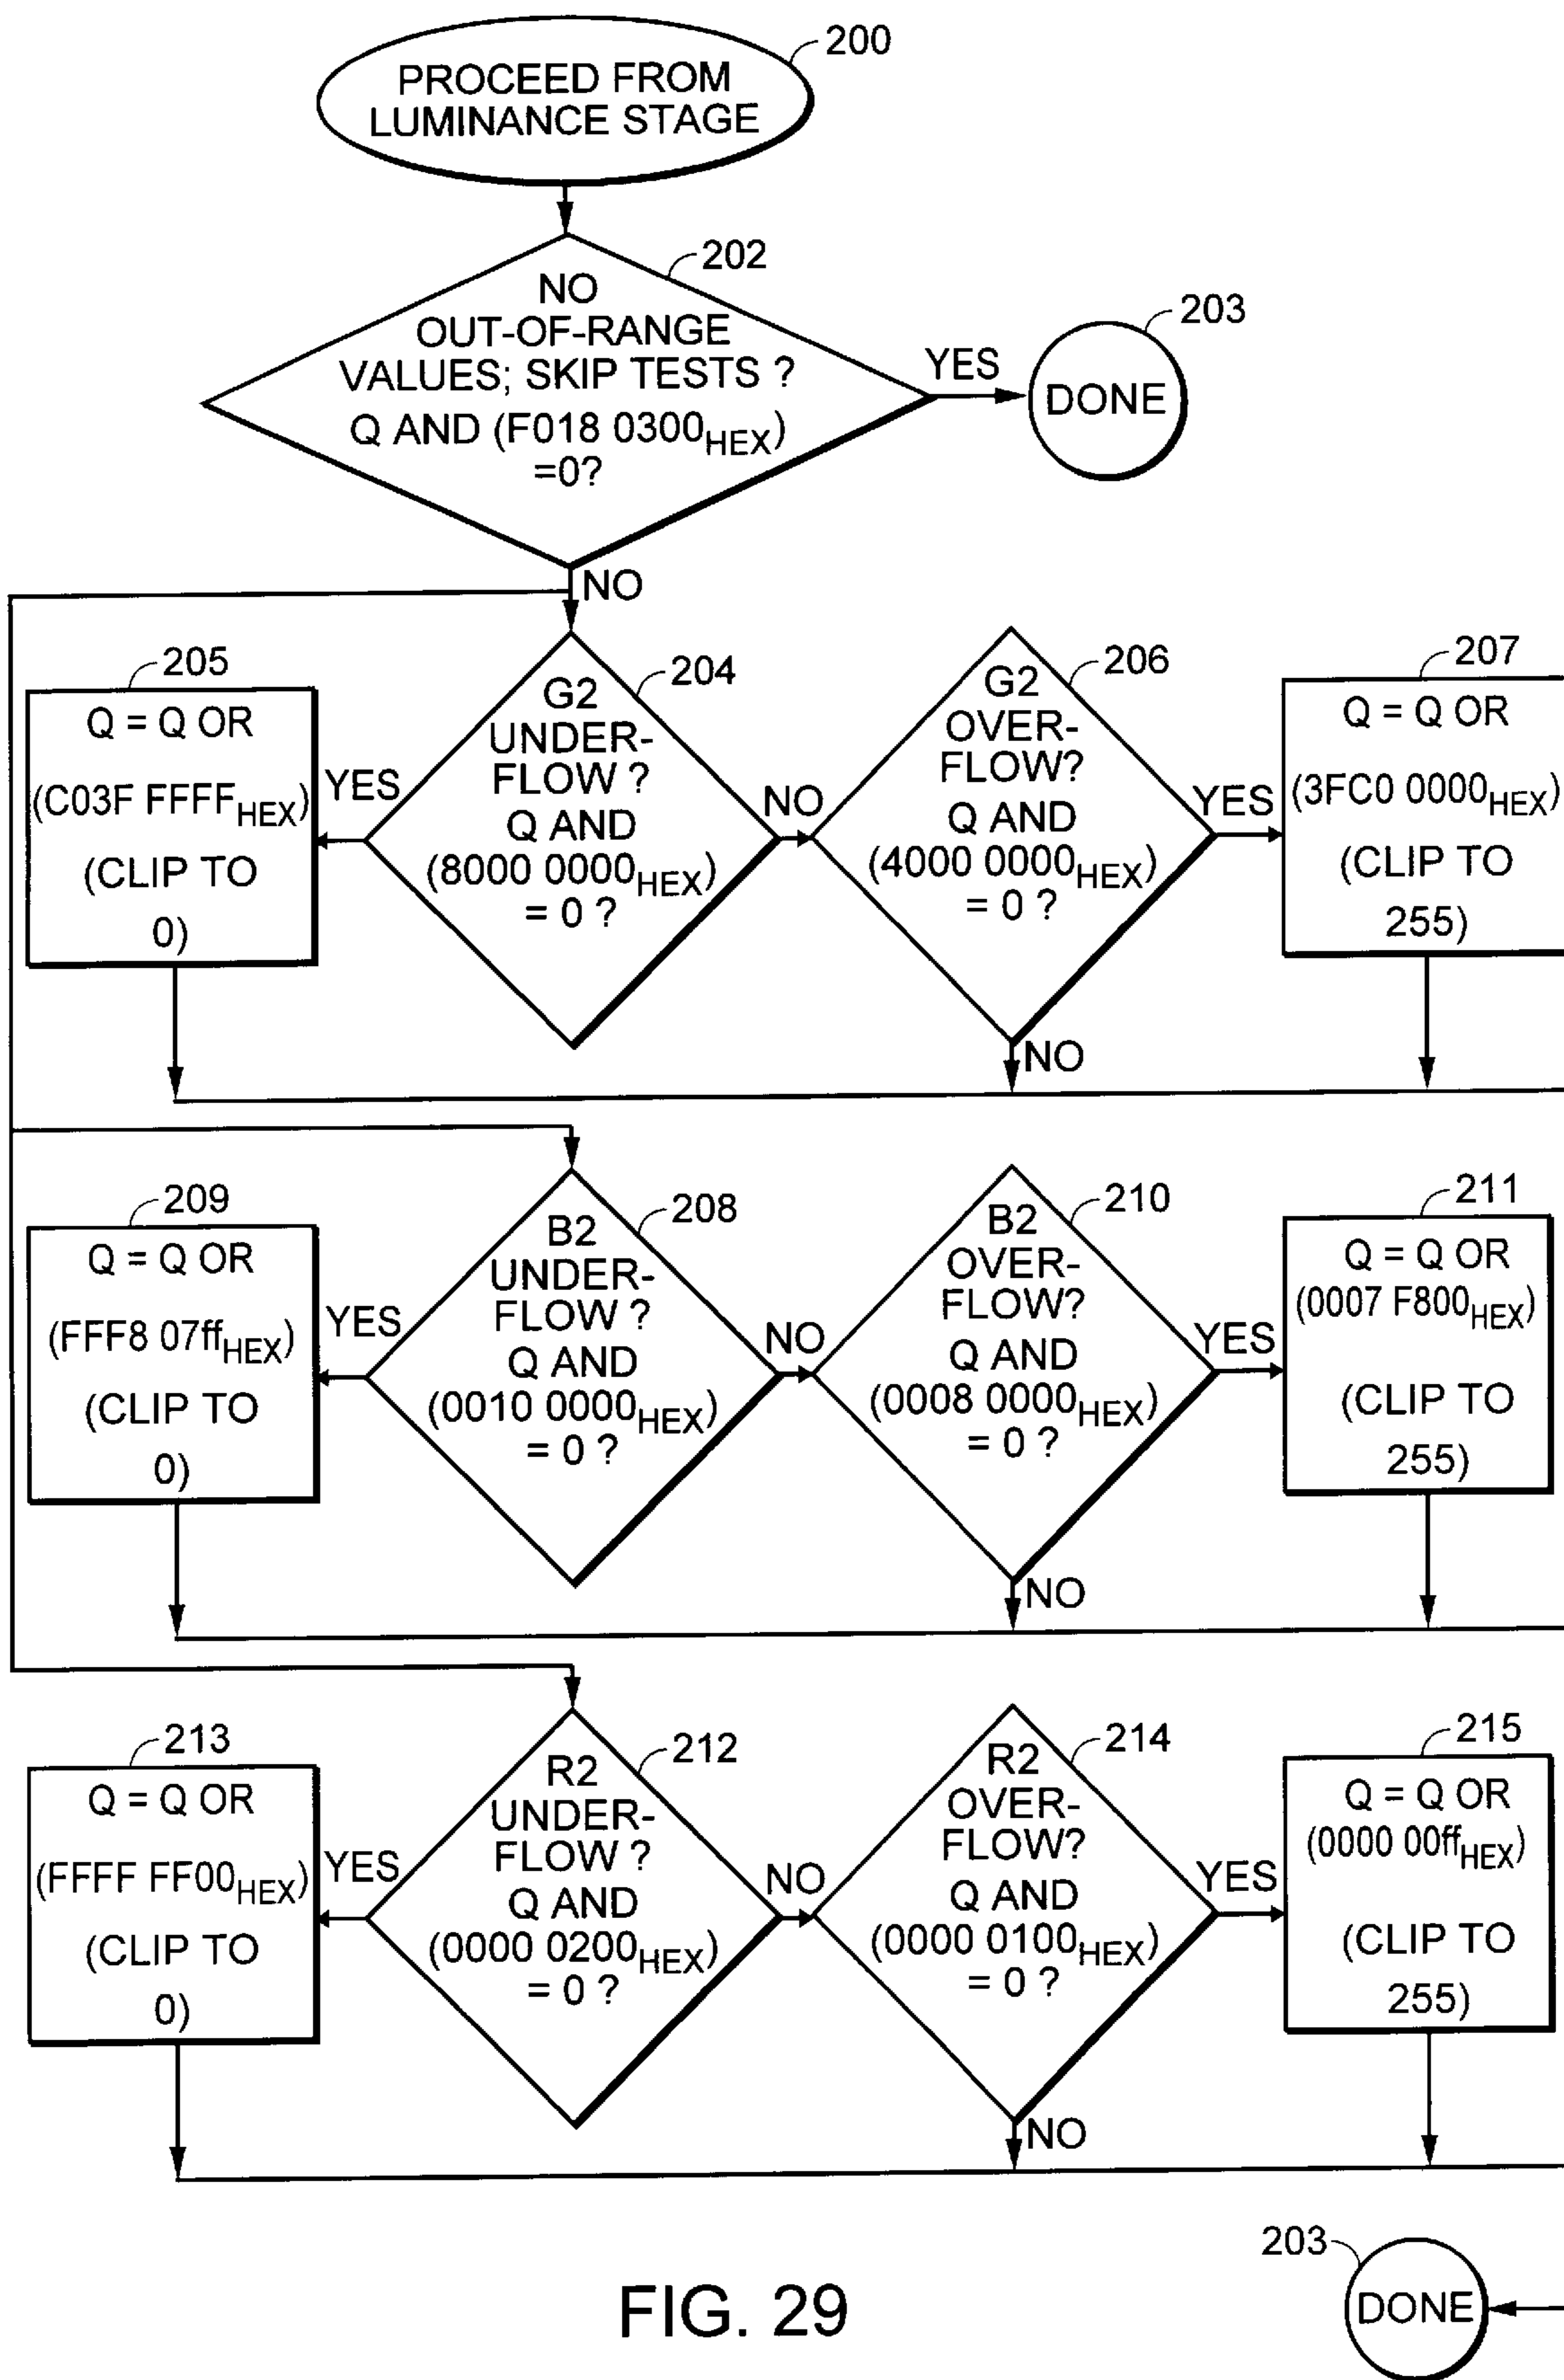 200
PROCEED FROM
LUMINANCE STAGE
202
NO
OUT-OF-RANGE
VALUES; SKIP TESTS ?
Q AND (F018 0300HEX)
=0?
YES
203
DONE
NO
205
Q = Q OR
(C03F FFFFHEX)
(CLIP TO
0)
YES
204
G2
UNDER-
FLOW ?
Q AND
(8000 0000HEX)
= 0 ?
NO
206
G2
OVER-
FLOW?
Q AND
(4000 0000HEX)
= 0 ?
YES
NO
207
Q = Q OR
(3FC0 0000HEX)
(CLIP TO
255)
209
Q = Q OR
(FFF8 07ffHEX)
(CLIP TO
0)
YES
208
B2
UNDER-
FLOW ?
Q AND
(0010 0000HEX)
= 0 ?
NO
210
B2
OVER-
FLOW?
Q AND
(0008 0000HEX)
= 0 ?
YES
NO
211
Q = Q OR
(0007 F800HEX)
(CLIP TO
255)
213
Q = Q OR
(FFFF FF00HEX)
(CLIP TO
0)
YES
212
R2
UNDER-
FLOW ?
Q AND
(0000 0200HEX)
= 0 ?
NO
214
R2
OVER-
FLOW?
Q AND
(0000 0100HEX)
= 0 ?
YES
NO
215
Q = Q OR
(0000 00ffHEX)
(CLIP TO
255)
203
DONE
FIG. 29